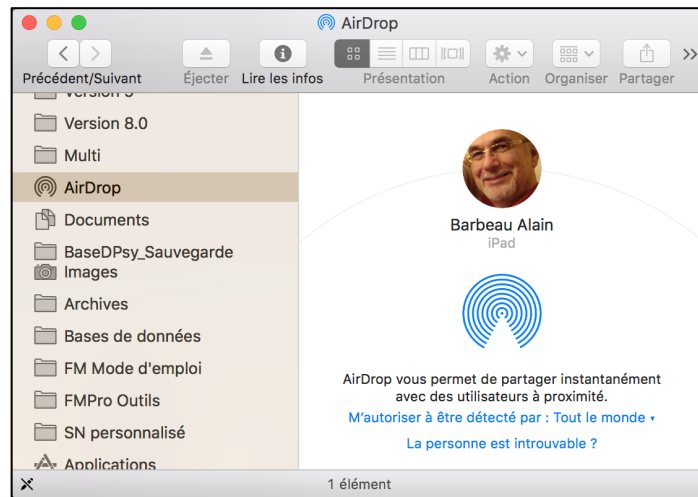 AirDrop
Précédent/Suivant
Éjecter
Lire les infos
Présentation
Action
Organiser
Partager
Version 8.0
Multi
AirDrop
Documents
BaseDPsy_Sauvegarde
Images
Archives
Bases de données
FM Mode d'emploi
FMPro Outils
SN personnalisé
Applications
Barbeau Alain
iPad
AirDrop vous permet de partager instantanément
avec des utilisateurs à proximité.
M'autoriser à être détecté par : Tout le monde
La personne est introuvable ?
1 élément